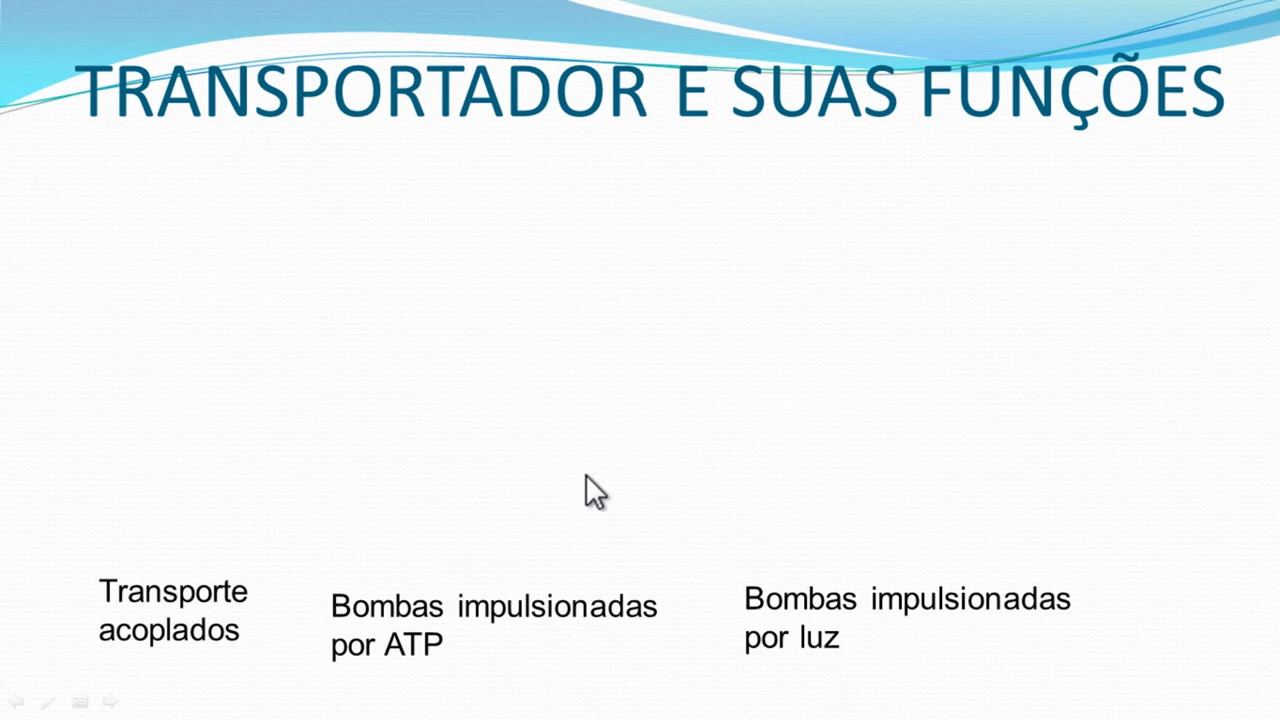 TRANSPORTADOR E SUAS FUNÇÕES
Transporte
acoplados
Bombas impulsionadas
por ATP
Bombas impulsionadas
por luz